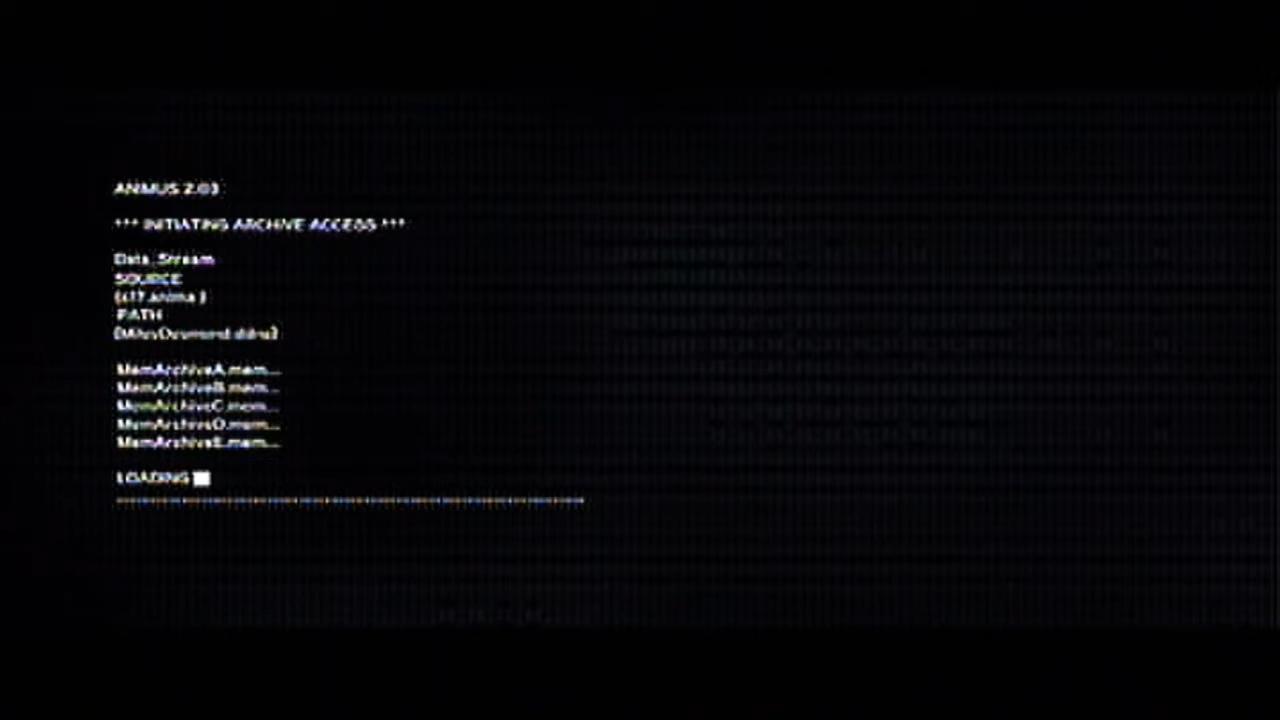 ANIMUS 2.03
*** INITIATING ARCHIVE ACCESS ***
Data_Stream
SOURCE
PATH
MemArchiveA.mem...
MemArchiveB.mem...
MemArchiveC.mem...
MemArchiveD.mem...
MemArchiveE.mem...
LOADING